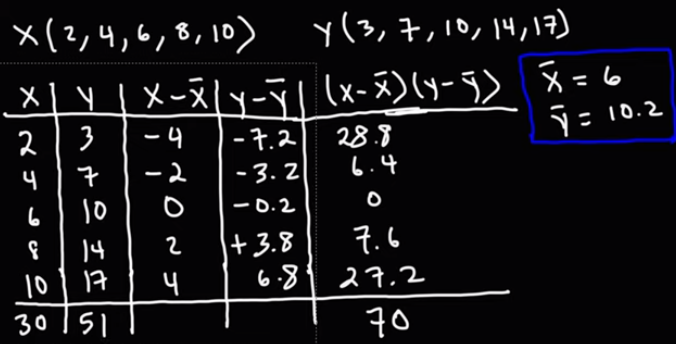 X(2,4,6,8,10) Y(3,7,10,14,17)
X̄ = 6
Ȳ = 10.2
X Y X-X̄ Y-Ȳ (X-X̄)(Y-Ȳ)
2 3 -4 -7.2 28.8
4 7 -2 -3.2 6.4
6 10 0 -0.2 0
8 14 2 +3.8 7.6
10 17 4 6.8 27.2
30 51 70